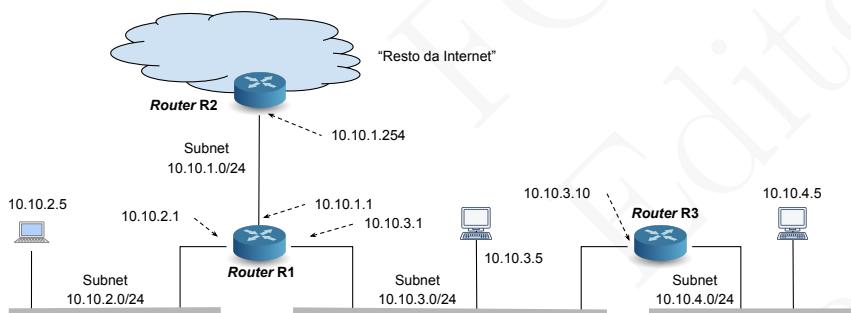 “Resto da Internet”
Router R2
10.10.1.254
Subnet
10.10.1.0/24
10.10.2.5
10.10.2.1
10.10.1.1
10.10.3.1
10.10.3.10
Router R3
10.10.4.5
10.10.3.5
Router R1
Subnet
10.10.2.0/24
Subnet
10.10.3.0/24
Subnet
10.10.4.0/24